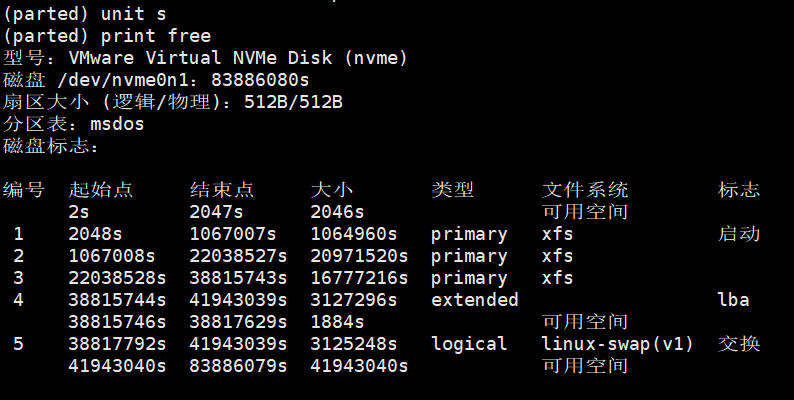 (parted) unit s
(parted) print free
型号：VMware Virtual NVMe Disk (nvme)
磁盘 /dev/nvme0n1：83886080s
扇区大小 (逻辑/物理)：512B/512B
分区表：msdos
磁盘标志：
编号 起始点 结束点 大小 类型 文件系统 标志
2s 2047s 2046s 可用空间
1 2048s 1067007s 1064960s primary xfs 启动
2 1067008s 22038527s 20971520s primary xfs
3 22038528s 38815743s 16777216s primary xfs
4 38815744s 41943039s 3127296s extended lba
38815746s 38817629s 1884s 可用空间
5 38817792s 41943039s 3125248s logical linux-swap(v1) 交换
41943040s 83886079s 41943040s 可用空间